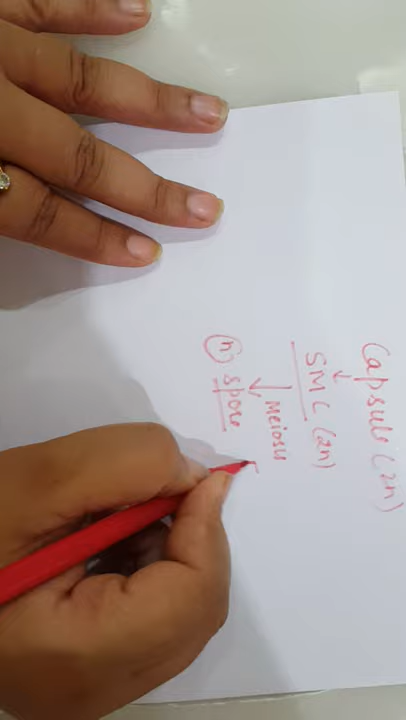 Capsule (2n)
↓
SMC (2n)
↓ Meiosis
(n) spore